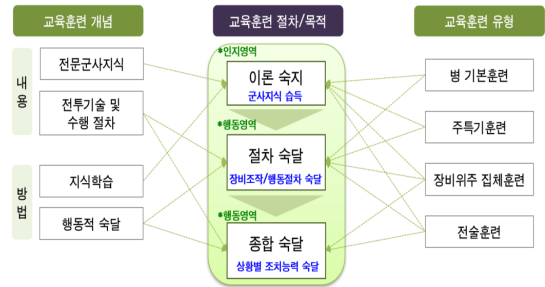 교육훈련 개념
교육훈련 절차/목적
교육훈련 유형
내용
전문군사지식
전투기술 및
수행 절차
방법
지식학습
행동적 숙달
*인지영역
이론 숙지
군사지식 습득
*행동영역
절차 숙달
장비조작/행동절차 숙달
*행동영역
종합 숙달
상황별 조치능력 숙달
병 기본훈련
주특기훈련
장비위주 집체훈련
전술훈련